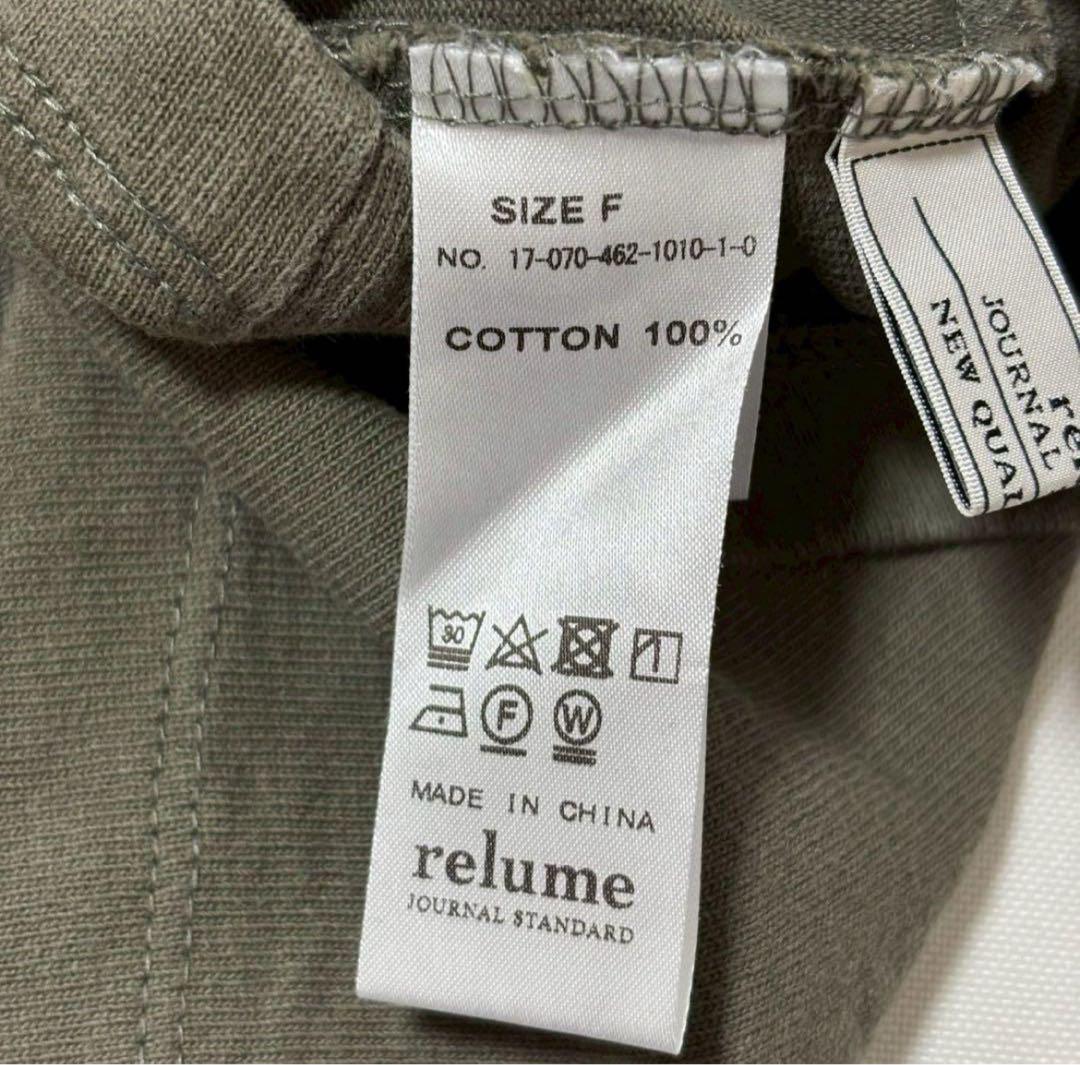 SIZE F
NO. 17-070-462-1010-1-0
COTTON 100%
30
F
W
MADE IN CHINA
relume
JOURNAL STANDARD
JOURNAL
NEW